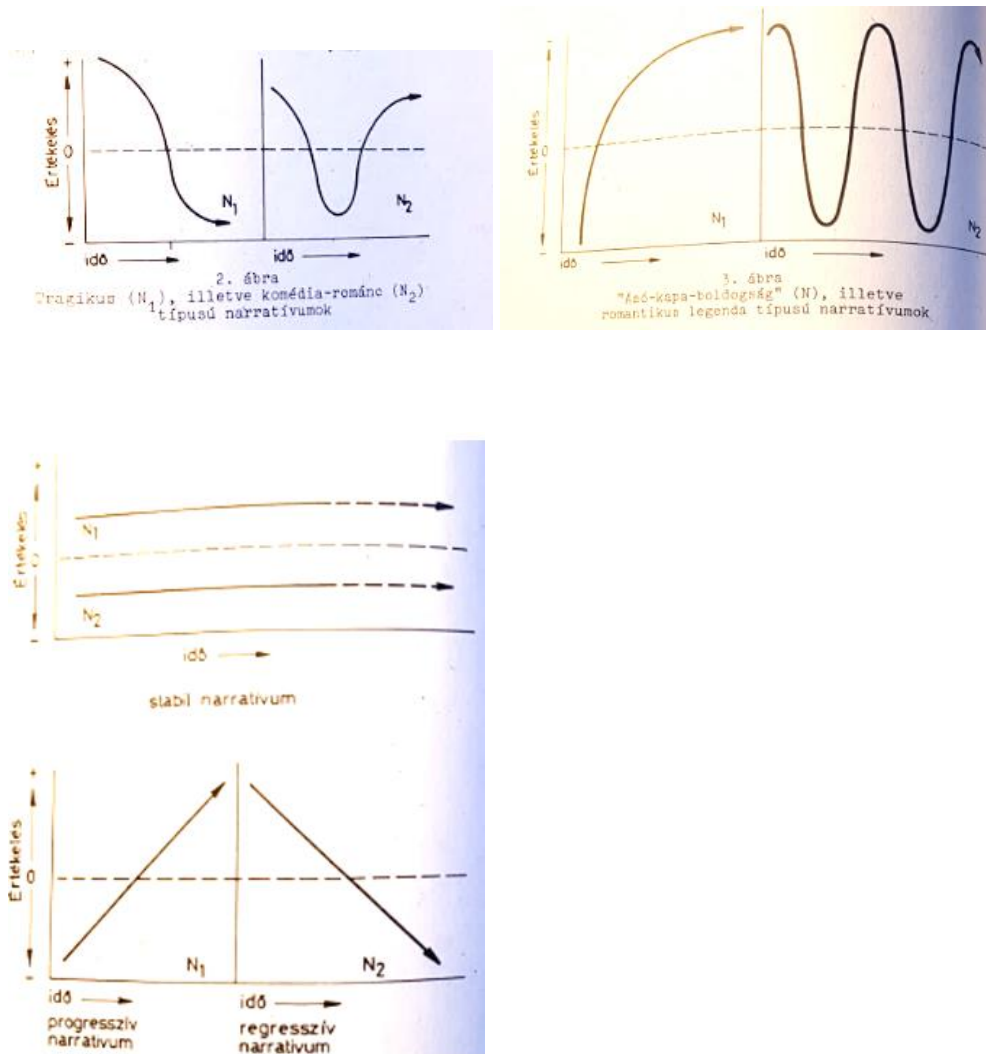 +
Értékelés
0
-
N1
N2
idő
idő
2. ábra
Tragikus (N1), illetve komédia-románc (N2)
típusú narratívumok
-
Értékelés
0
-
N1
N2
idő
idő
3. ábra
"Ásó-kapa-boldogság" (N), illetve
romantikus legenda típusú narratívumok
+
Értékelés
0
-
N1
N2
idő
stabil narratívum
+
Értékelés
0
-
N1
N2
idő
idő
progresszív
narratívum
regresszív
narratívum